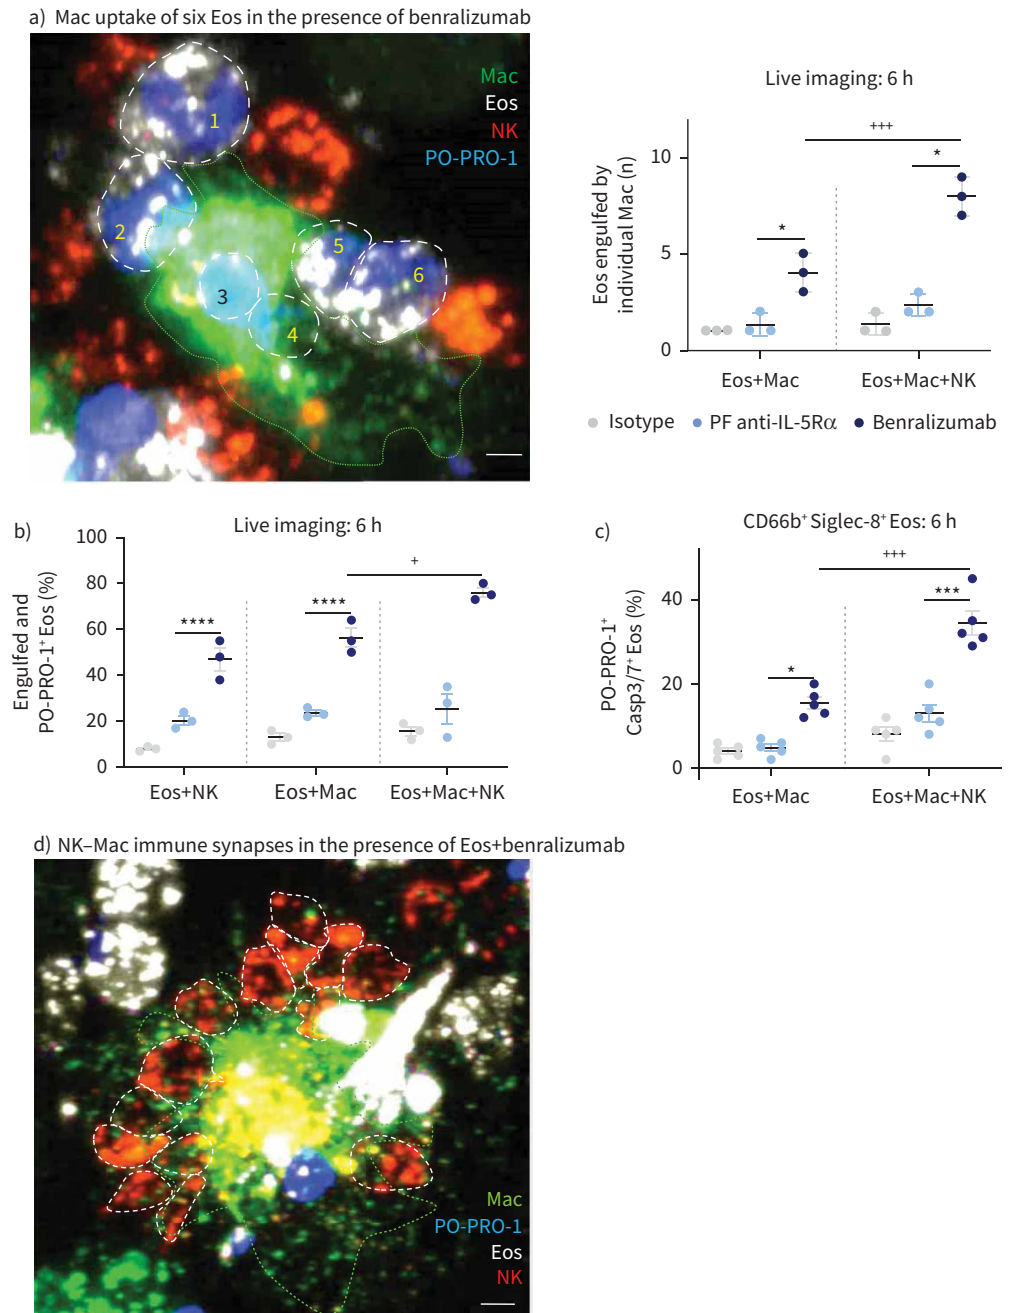 a) Mac uptake of six Eos in the presence of benralizumab
Mac
Eos
NK
PO-PRO-1
1
2
3
4
5
6
Live imaging: 6 h
Eos engulfed by
individual Mac (n)
10
5
0
+++
*
*
Eos+Mac
Eos+Mac+NK
Isotype
PF anti-IL-5Rα
Benralizumab
b)
Live imaging: 6 h
Engulfed and
PO-PRO-1⁺ Eos (%)
100
80
60
40
20
0
****
****
+
Eos+NK
Eos+Mac
Eos+Mac+NK
c)
CD66b⁺ Siglec-8⁺ Eos: 6 h
PO-PRO-1⁺
Casp3/7⁺ Eos (%)
40
20
0
+++
***
*
Eos+Mac
Eos+Mac+NK
d) NK–Mac immune synapses in the presence of Eos+benralizumab
Mac
PO-PRO-1
Eos
NK